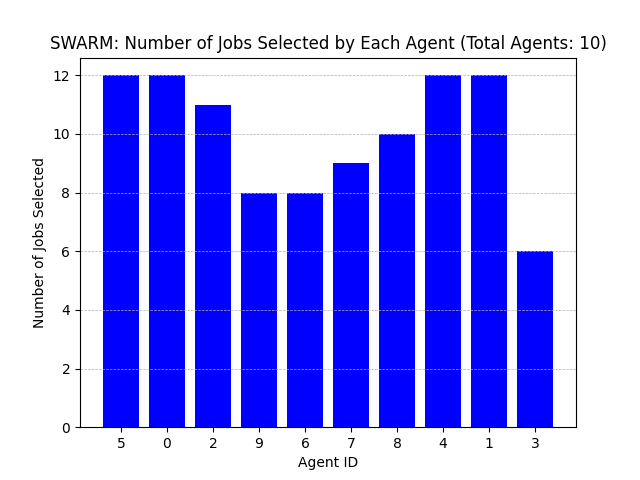 SWARM: Number of Jobs Selected by Each Agent (Total Agents: 10)
Number of Jobs Selected
12
10
8
6
4
2
0
5 0 2 9 6 7 8 4 1 3
Agent ID